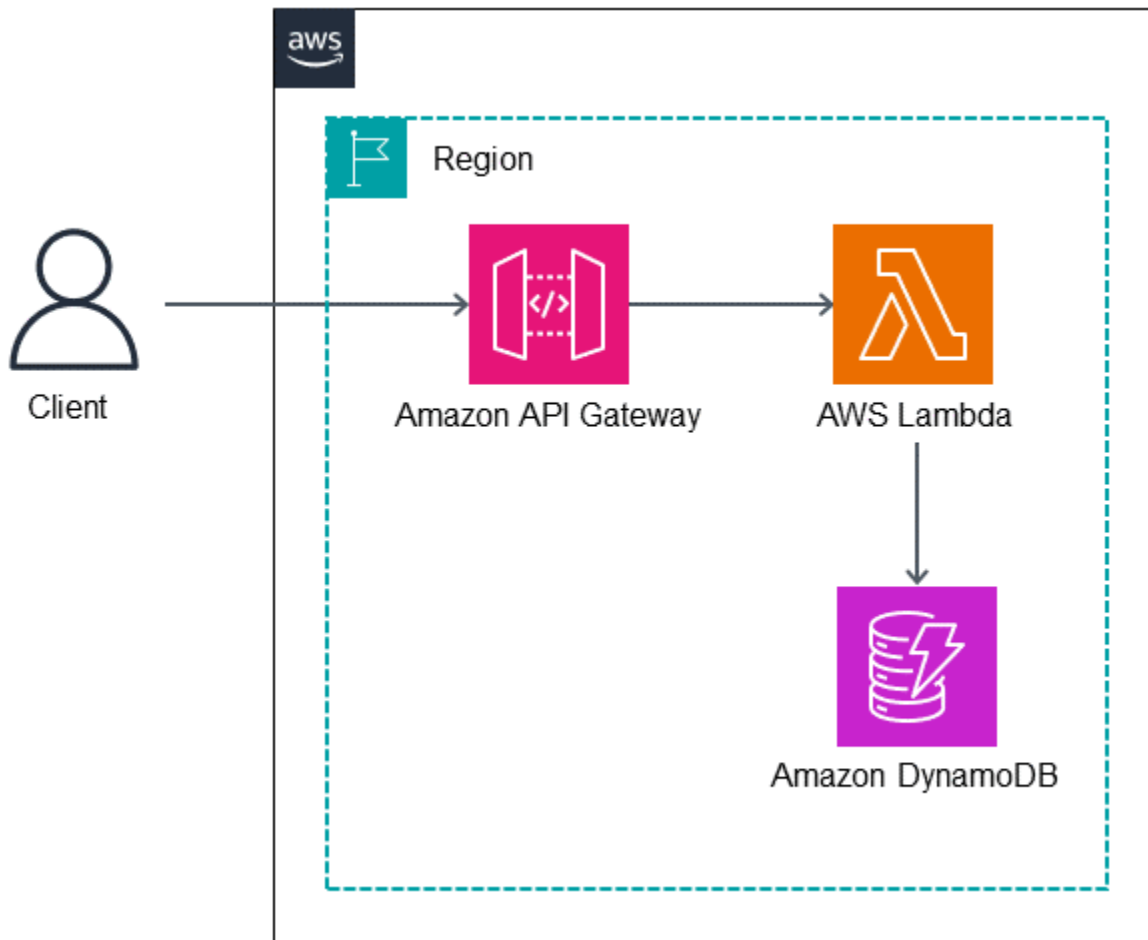 aws
Region
</>
Client
Amazon API Gateway
AWS Lambda
Amazon DynamoDB